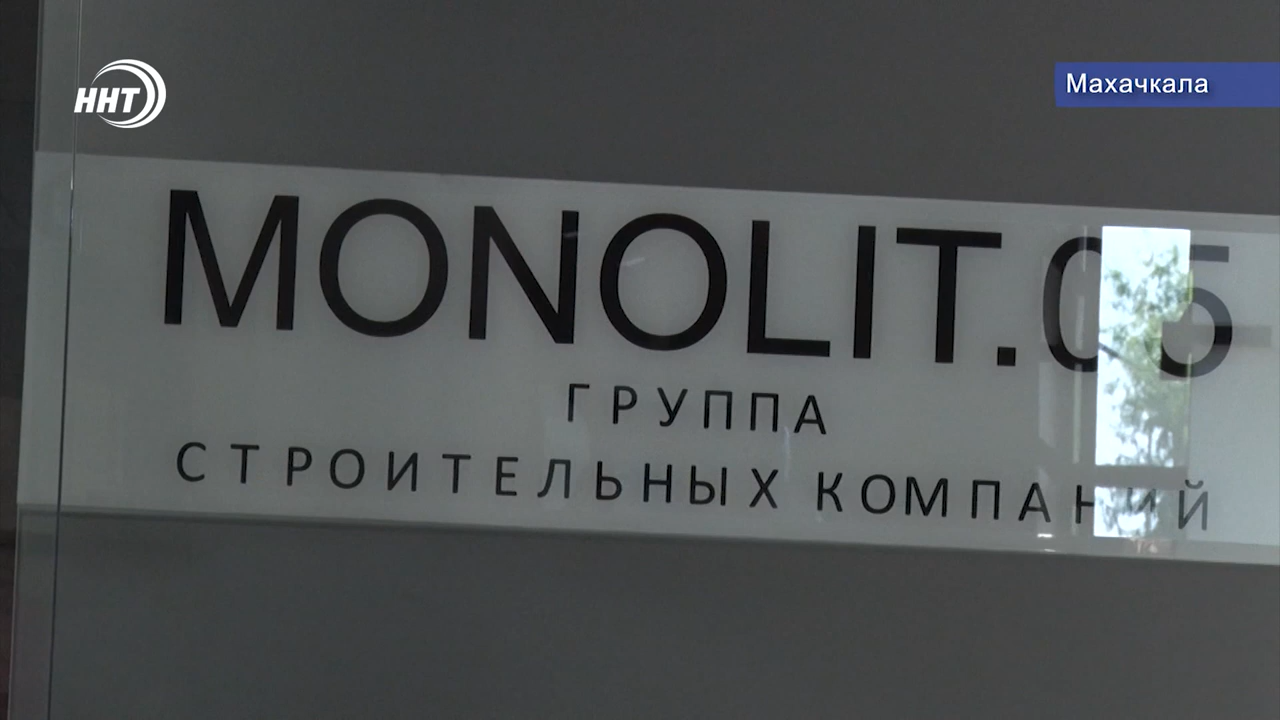 ННТ
Махачкала
MONOLIT.05
ГРУППА
СТРОИТЕЛЬНЫХ КОМПАНИЙ